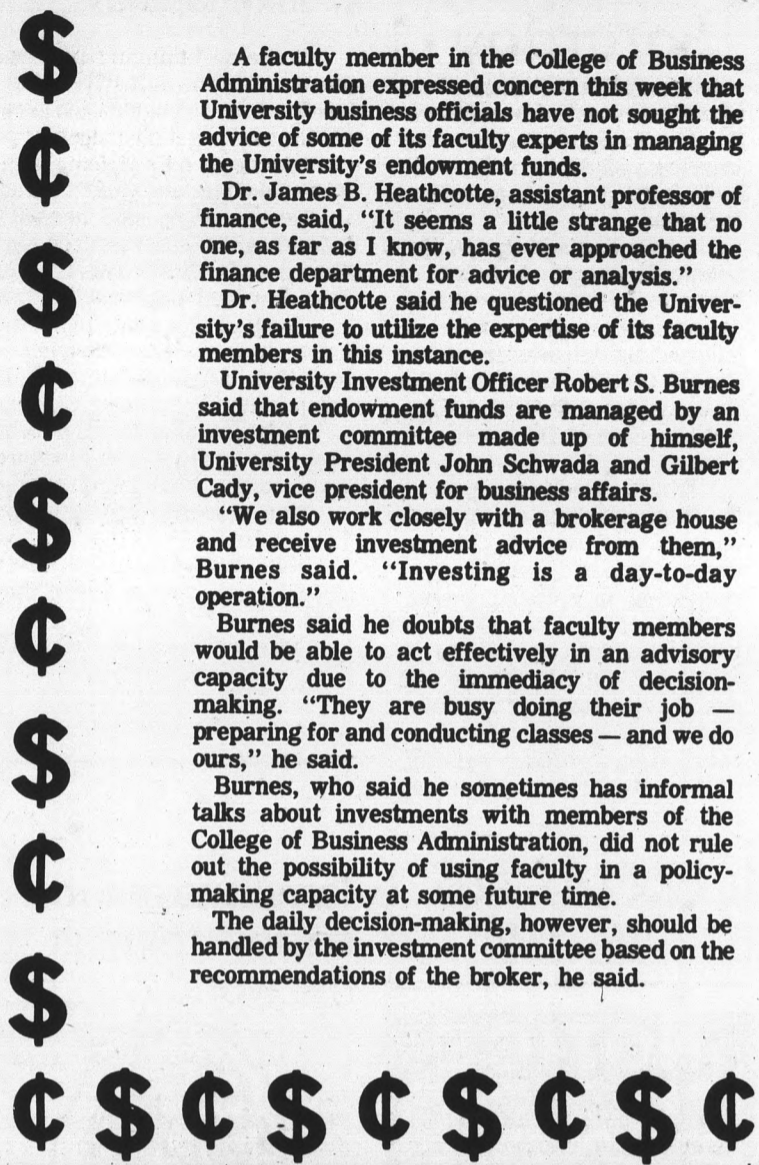 $
¢
$
¢
$
¢
$
¢
$
A faculty member in the College of Business
Administration expressed concern this week that
University business officials have not sought the
advice of some of its faculty experts in managing
the University's endowment funds.
Dr. James B. Heathcotte, assistant professor of
finance, said, “It seems a little strange that no
one, as far as I know, has ever approached the
finance department for advice or analysis.”
Dr. Heathcotte said he questioned the Univer-
sity's failure to utilize the expertise of its faculty
members in this instance.
University Investment Officer Robert S. Burnes
said that endowment funds are managed by an
investment committee made up of himself,
University President John Schwada and Gilbert
Cady, vice president for business affairs.
“We also work closely with a brokerage house
and receive investment advice from them,”
Burnes said. “Investing is a day-to-day
operation.”
Burnes said he doubts that faculty members
would be able to act effectively in an advisory
capacity due to the immediacy of decision-
making. “They are busy doing their job —
preparing for and conducting classes — and we do
ours,” he said.
Burnes, who said he sometimes has informal
talks about investments with members of the
College of Business Administration, did not rule
out the possibility of using faculty in a policy-
making capacity at some future time.
The daily decision-making, however, should be
handled by the investment committee based on the
recommendations of the broker, he said.
¢ $ ¢ $ ¢ $ ¢ $ ¢